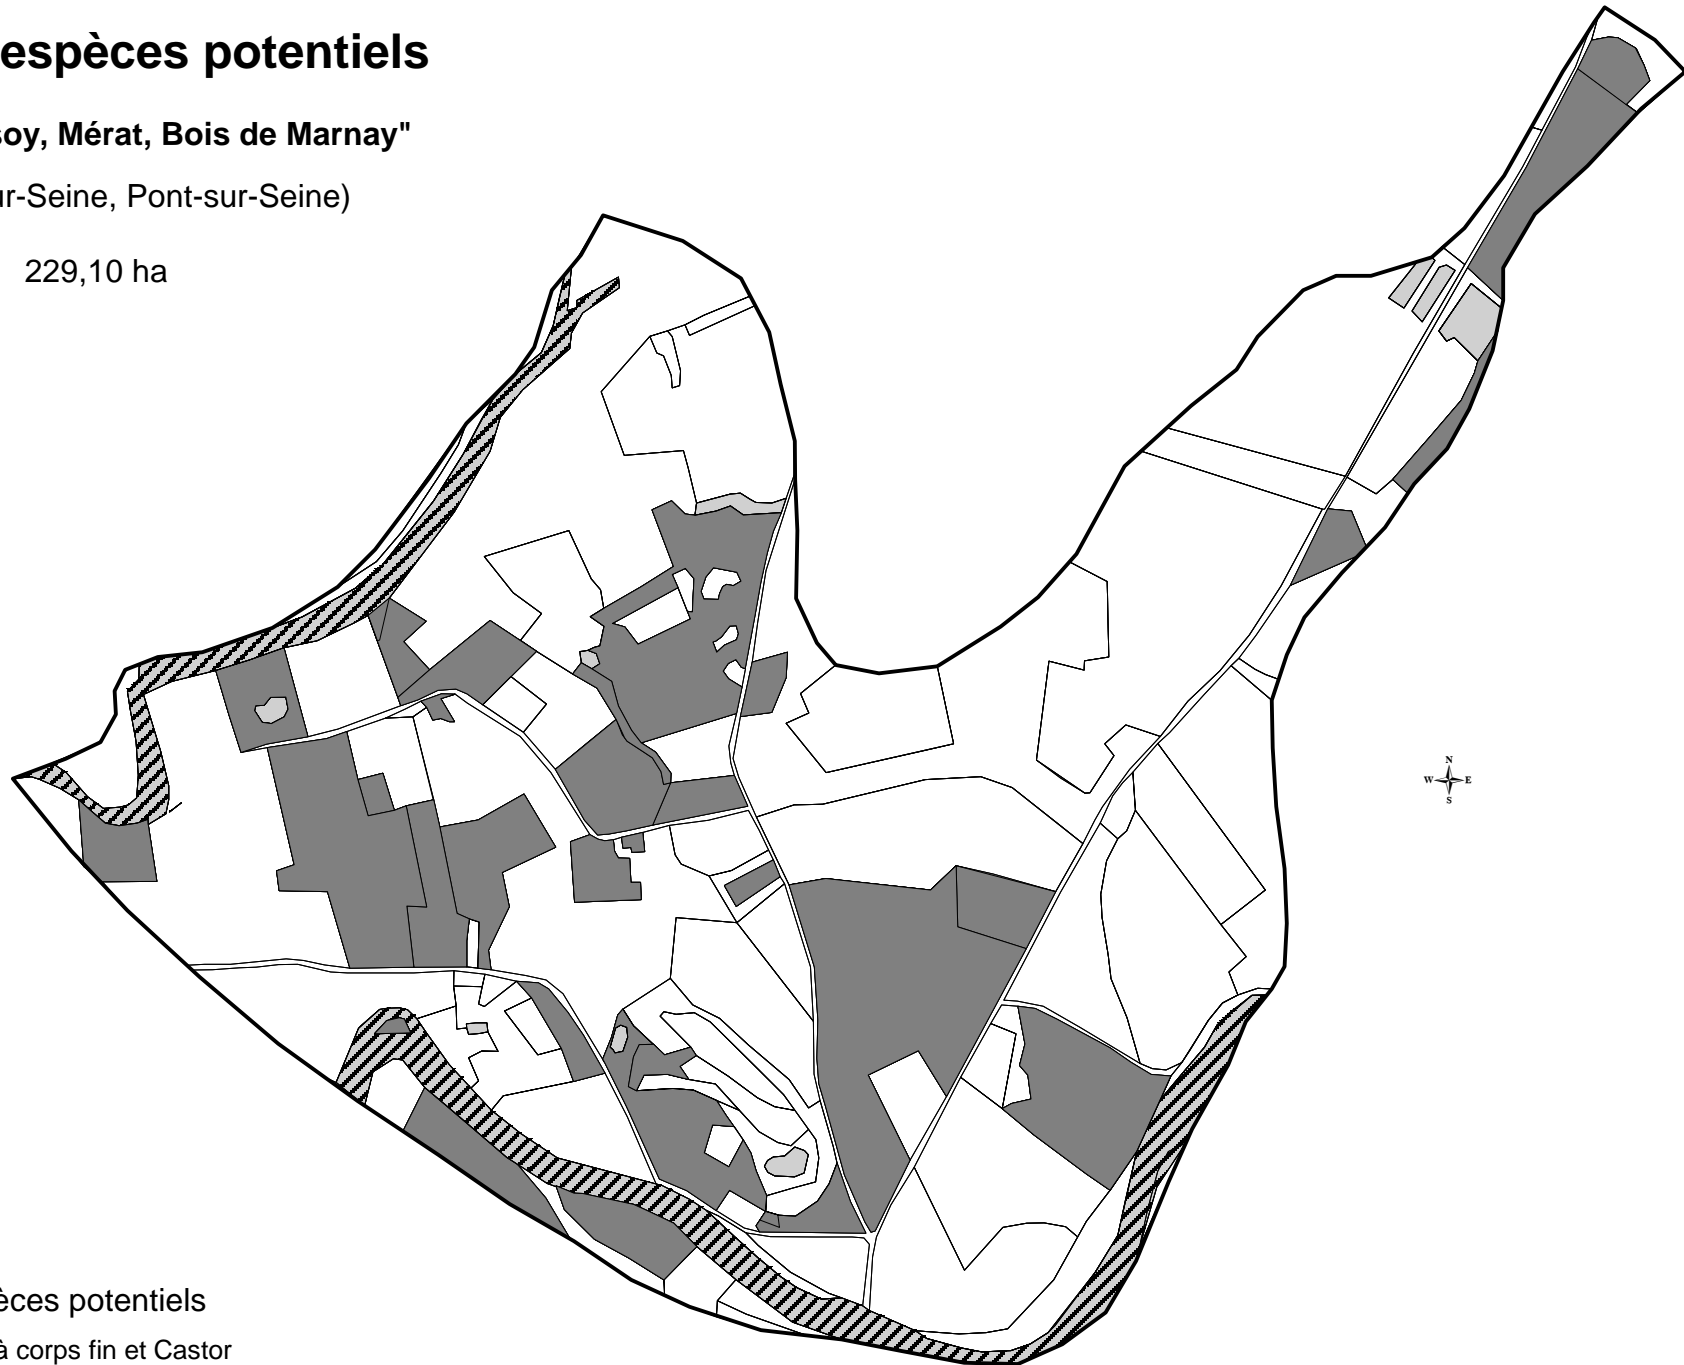 espèces potentiels
soy, Mérat, Bois de Marnay"
ur-Seine, Pont-sur-Seine)
229,10 ha
N
W E
S
èces potentiels
à corps fin et Castor